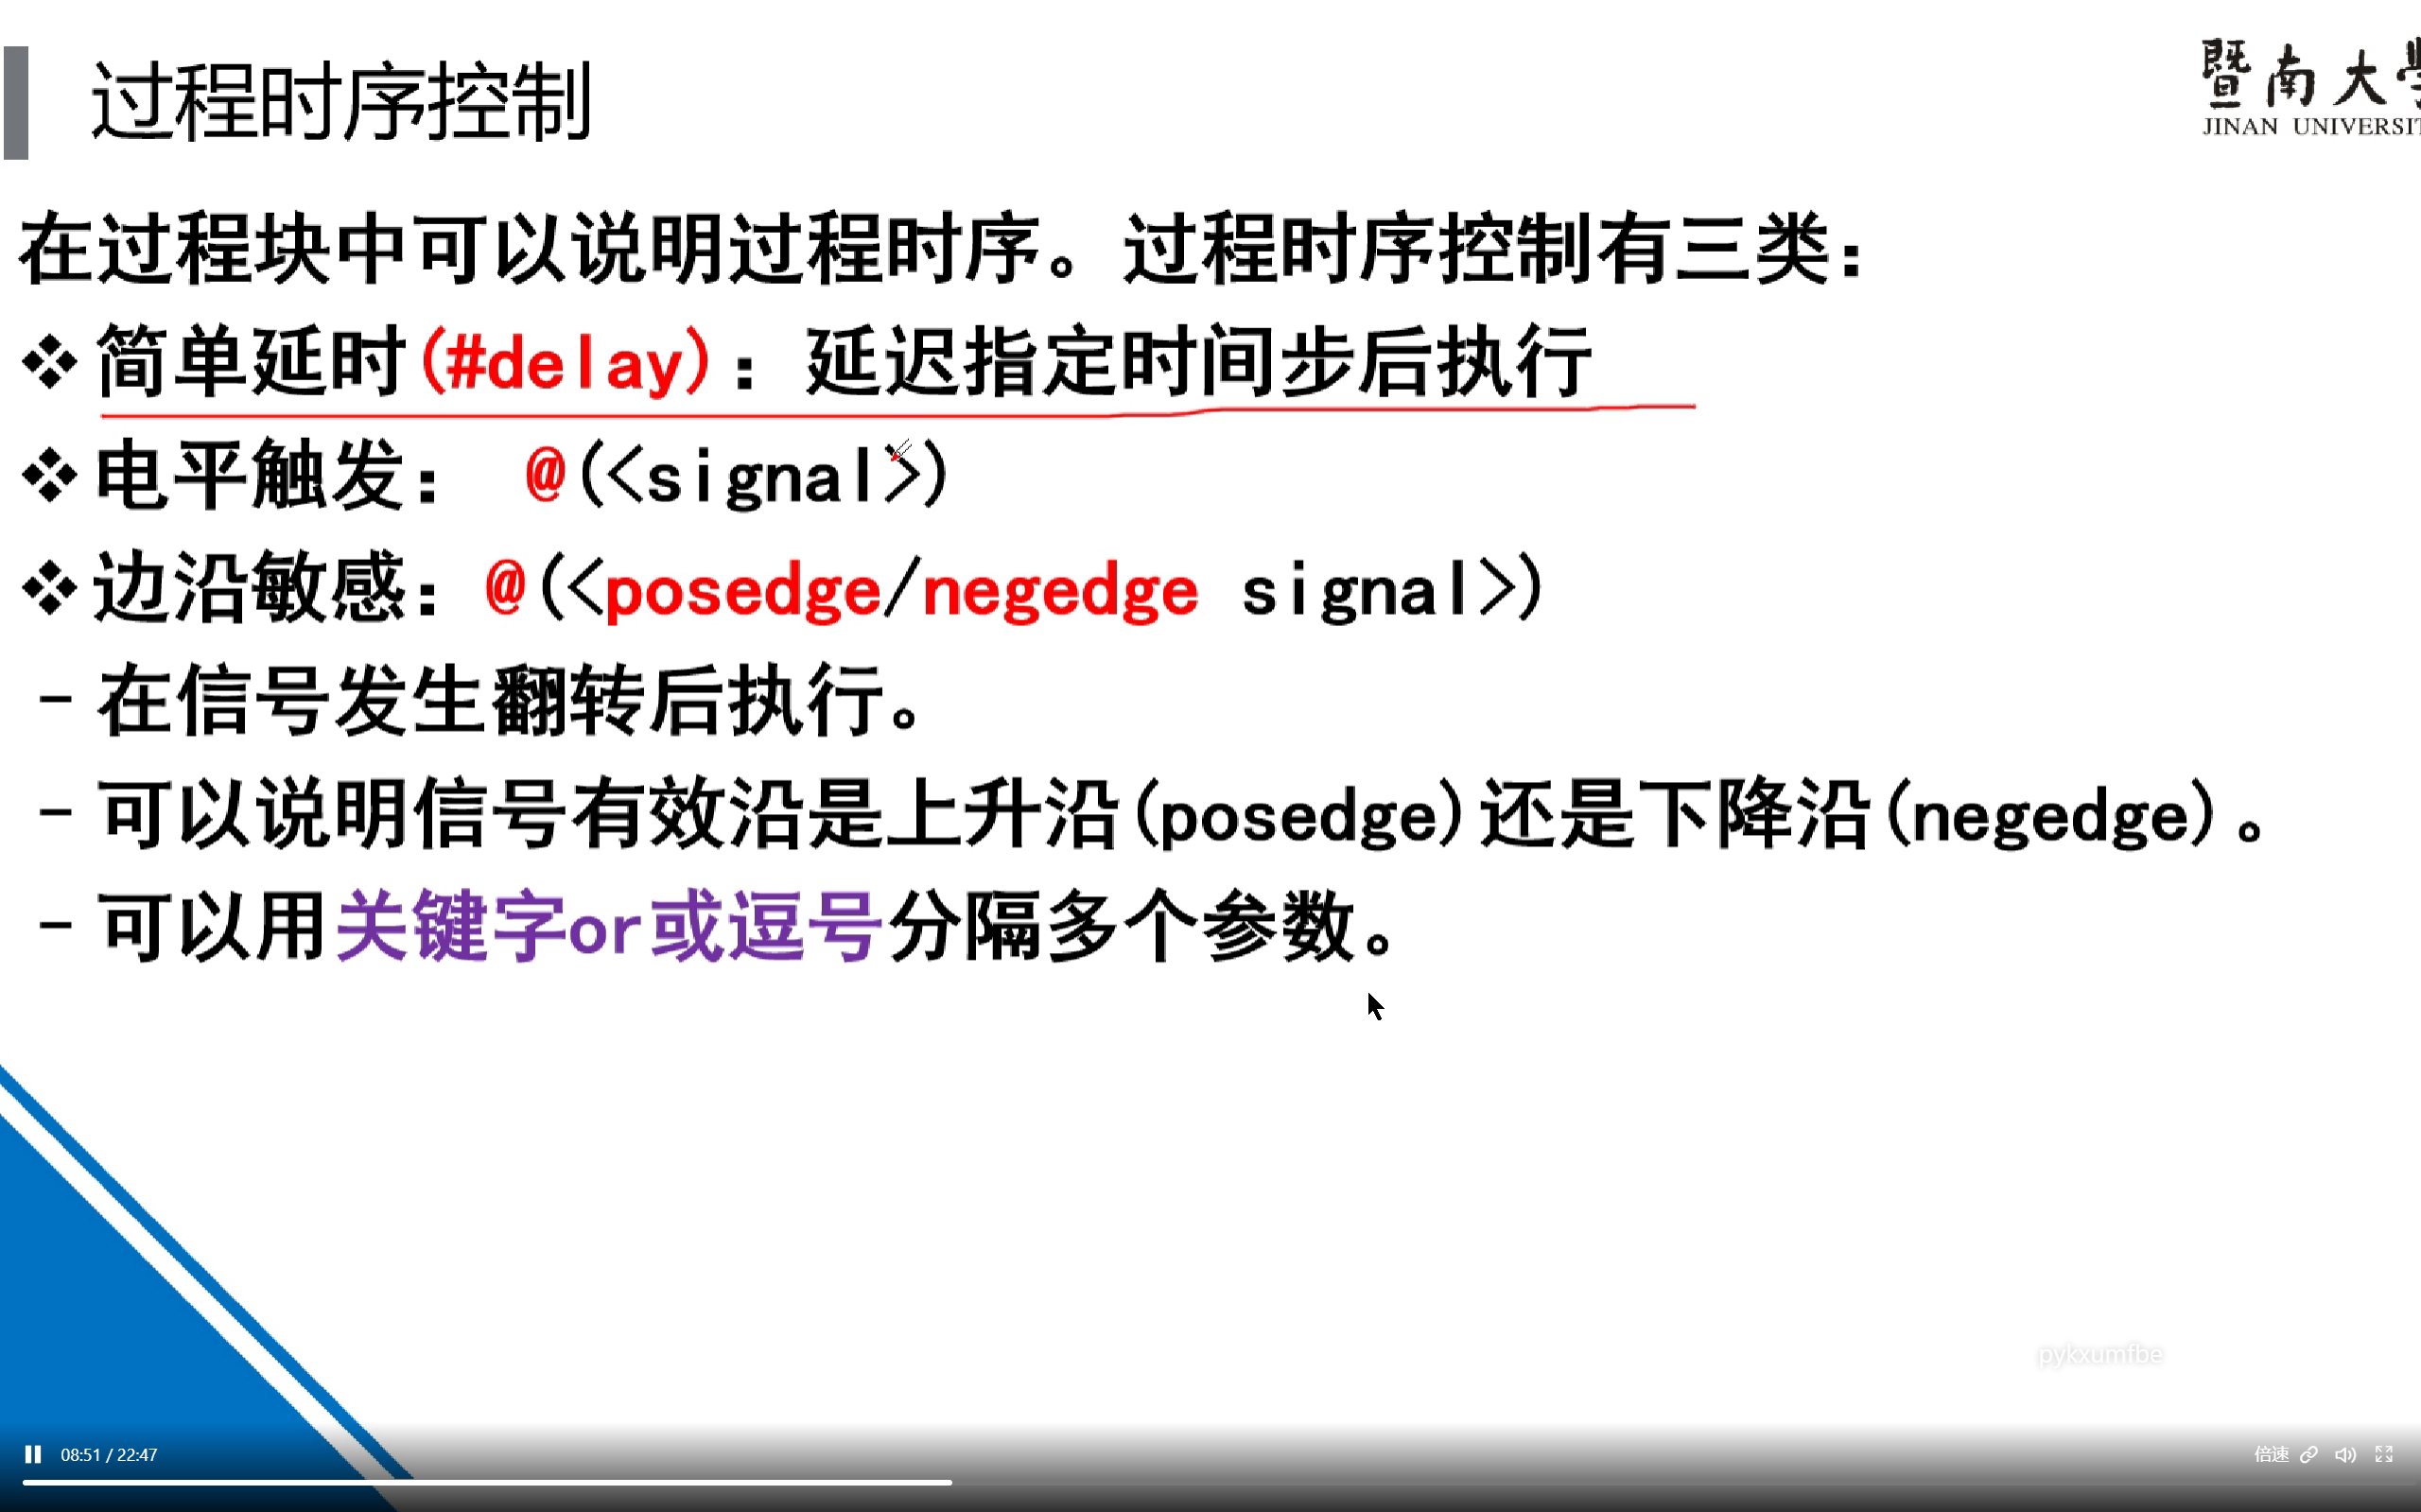 过程时序控制
暨南大
JINAN UNIVERSIT
在过程块中可以说明过程时序。过程时序控制有三类：
❖简单延时(#delay)：延迟指定时间步后执行
❖电平触发： @(<signal>)
❖边沿敏感：@(<posedge/negedge signal>)
- 在信号发生翻转后执行。
- 可以说明信号有效沿是上升沿(posedge)还是下降沿(negedge)。
- 可以用关键字or或逗号分隔多个参数。
pykxumfbe
08:51 / 22:47
倍速